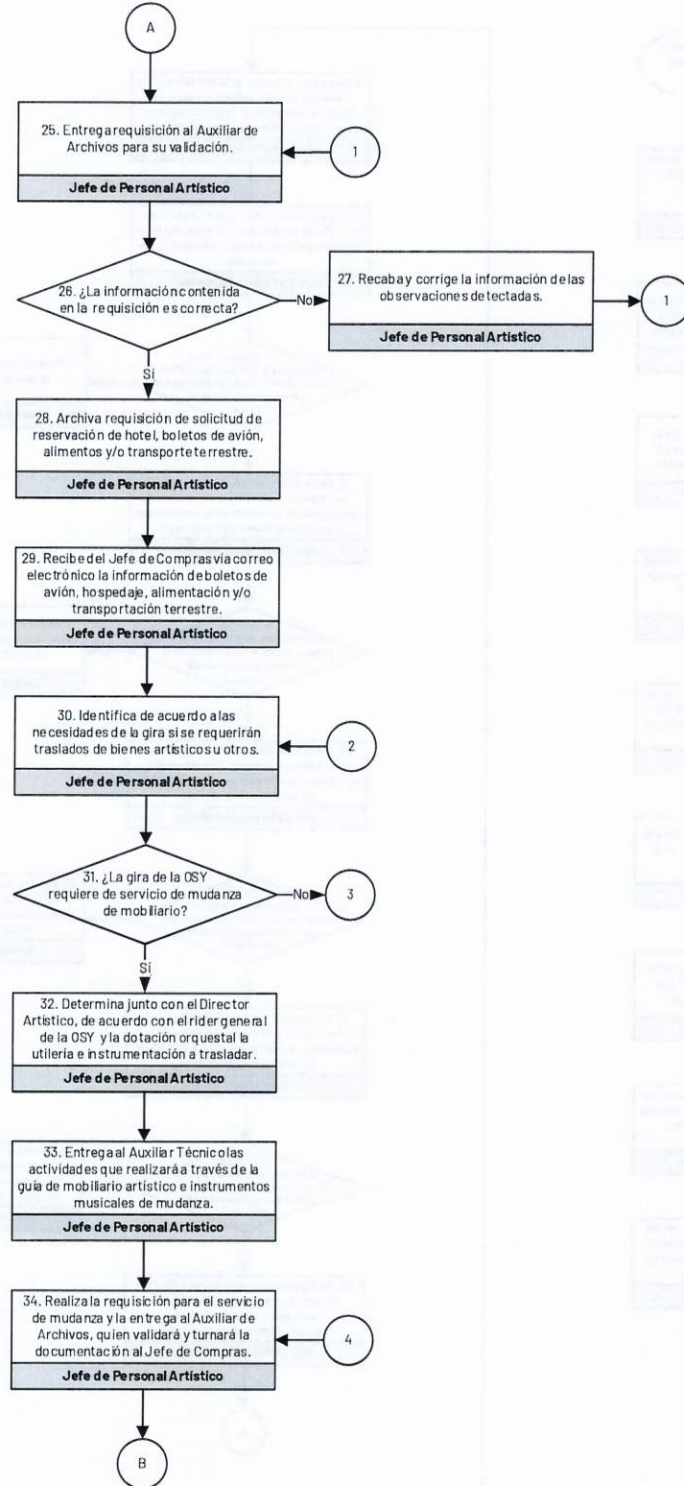 A
25. Entrega requisición al Auxiliar de
Archivos para su validación.
Jefe de Personal Artístico
1
26. ¿La información contenida
en la requisición es correcta?
No
27. Recaba y corrige la información de las
observaciones detectadas.
Jefe de Personal Artístico
1
Sí
28. Archiva requisición de solicitud de
reservación de hotel, boletos de avión,
alimentos y/o transporte terrestre.
Jefe de Personal Artístico
29. Recibe del Jefe de Compras vía correo
electrónico la información de boletos de
avión, hospedaje, alimentación y/o
transportación terrestre.
Jefe de Personal Artístico
30. Identifica de acuerdo a las
necesidades de la gira si se requerirán
traslados de bienes artísticos u otros.
Jefe de Personal Artístico
2
31. ¿La gira de la OSY
requiere de servicio de mudanza
de mobiliario?
No
3
Sí
32. Determina junto con el Director
Artístico, de acuerdo con el rider general
de la OSY y la dotación orquestal la
utilería e instrumentación a trasladar.
Jefe de Personal Artístico
33. Entrega al Auxiliar Técnico las
actividades que realizará a través de la
guía de mobiliario artístico e instrumentos
musicales de mudanza.
Jefe de Personal Artístico
34. Realiza la requisición para el servicio
de mudanza y la entrega al Auxiliar de
Archivos, quien validará y turnará la
documentación al Jefe de Compras.
Jefe de Personal Artístico
4
B